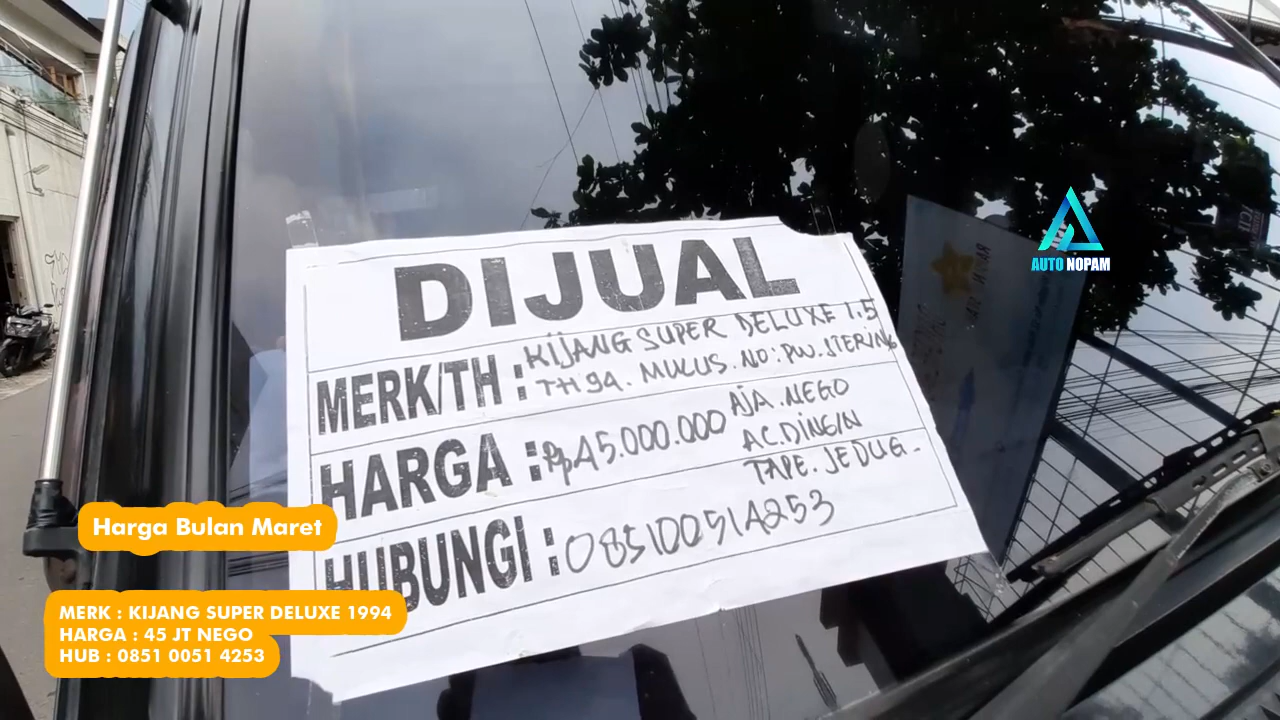 DIJUAL
MERK/TH : KIJANG SUPER DELUXE 1.5
TH 94. MULUS. NO: PW. STERING
HARGA : Rp 45.000.000 AJA. NEGO
AC. DINGIN
TAPE. JEDUG.
HUBUNGI : 085100514253
AUTO NOPAM
Harga Bulan Maret
MERK : KIJANG SUPER DELUXE 1994
HARGA : 45 JT NEGO
HUB : 0851 0051 4253